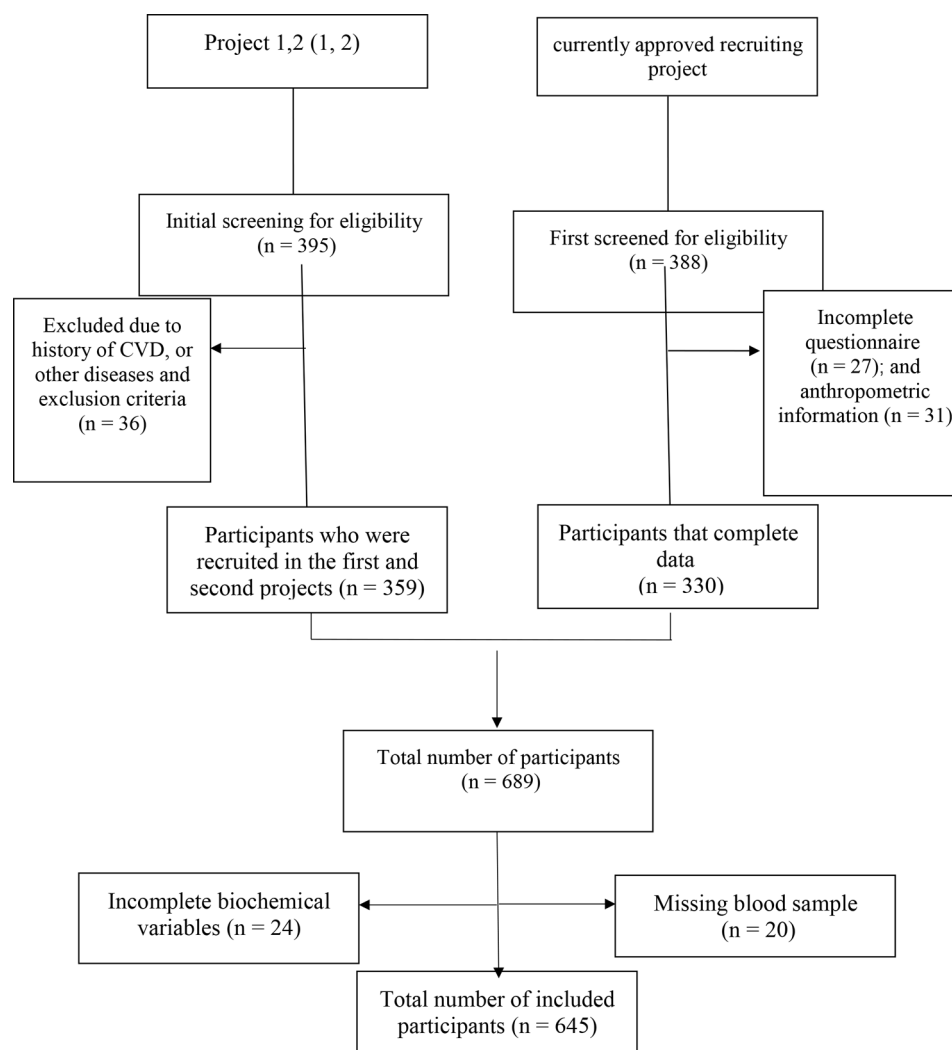 Project 1,2 (1, 2)
currently approved recruiting
project
Initial screening for eligibility
(n = 395)
First screened for eligibility
(n = 388)
Excluded due to
history of CVD, or
other diseases and
exclusion criteria
(n = 36)
Incomplete
questionnaire
(n = 27); and
anthropometric
information (n = 31)
Participants who were
recruited in the first and
second projects (n = 359)
Participants that complete
data
(n = 330)
Total number of participants
(n = 689)
Incomplete biochemical
variables (n = 24)
Missing blood sample
(n = 20)
Total number of included
participants (n = 645)